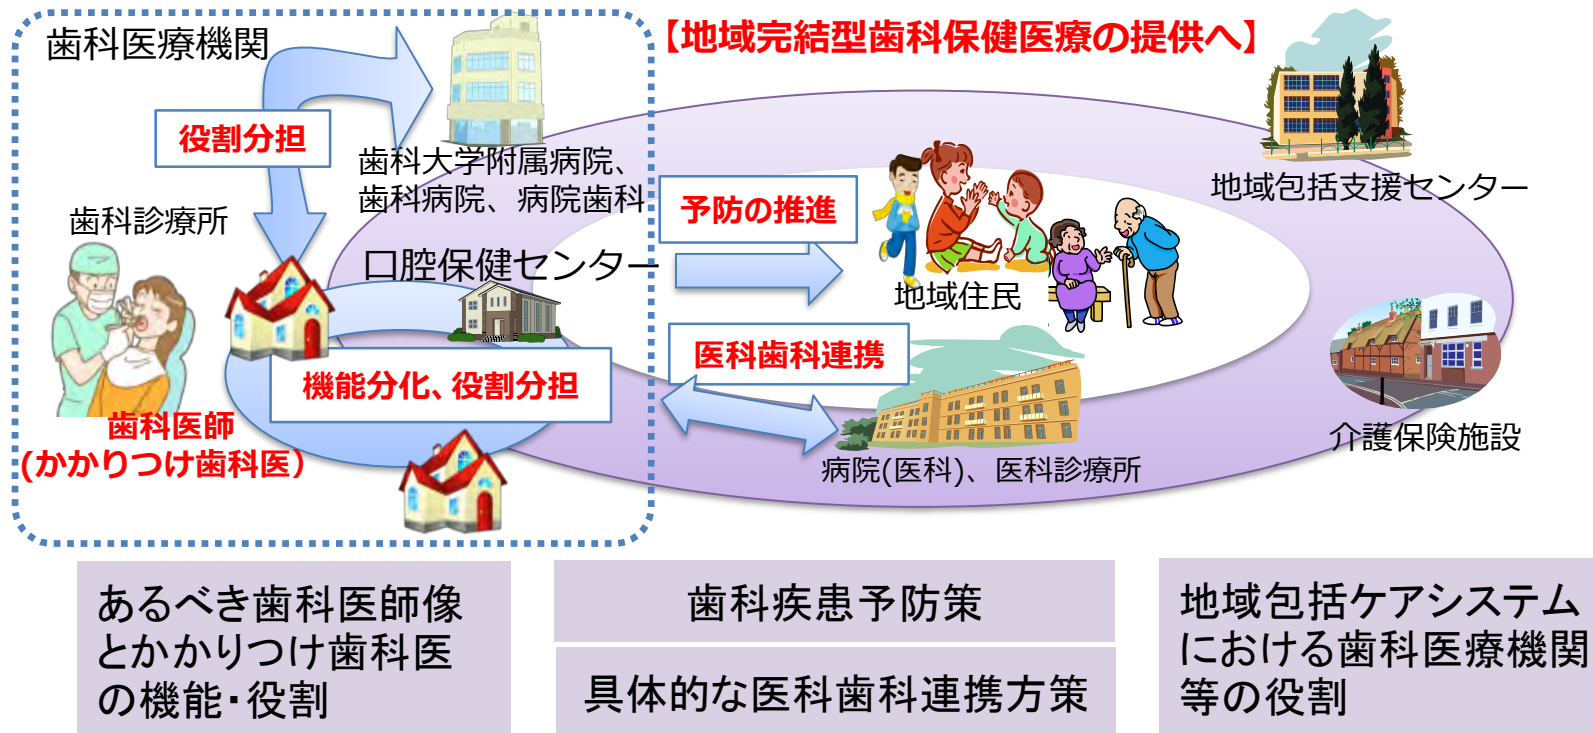 歯科医療機関
【地域完結型歯科保健医療の提供へ】
役割分担
歯科大学附属病院、
歯科病院、病院歯科
歯科診療所
予防の推進
地域包括支援センター
口腔保健センター
地域住民
医科歯科連携
機能分化、役割分担
歯科医師
(かかりつけ歯科医）
病院(医科)、医科診療所
介護保険施設
あるべき歯科医師像
とかかりつけ歯科医
の機能・役割
歯科疾患予防策
具体的な医科歯科連携方策
地域包括ケアシステム
における歯科医療機関
等の役割